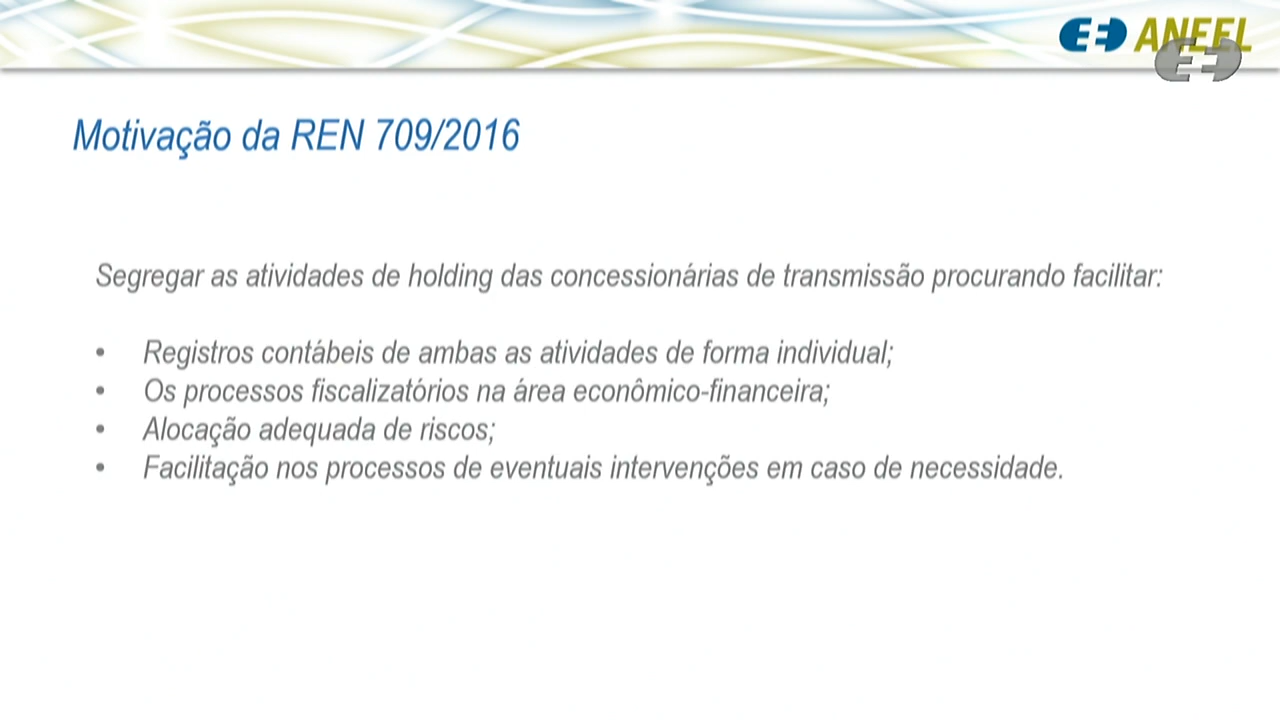 ANEEL
Motivação da REN 709/2016
Segregar as atividades de holding das concessionárias de transmissão procurando facilitar:
• Registros contábeis de ambas as atividades de forma individual;
• Os processos fiscalizatórios na área econômico-financeira;
• Alocação adequada de riscos;
• Facilitação nos processos de eventuais intervenções em caso de necessidade.